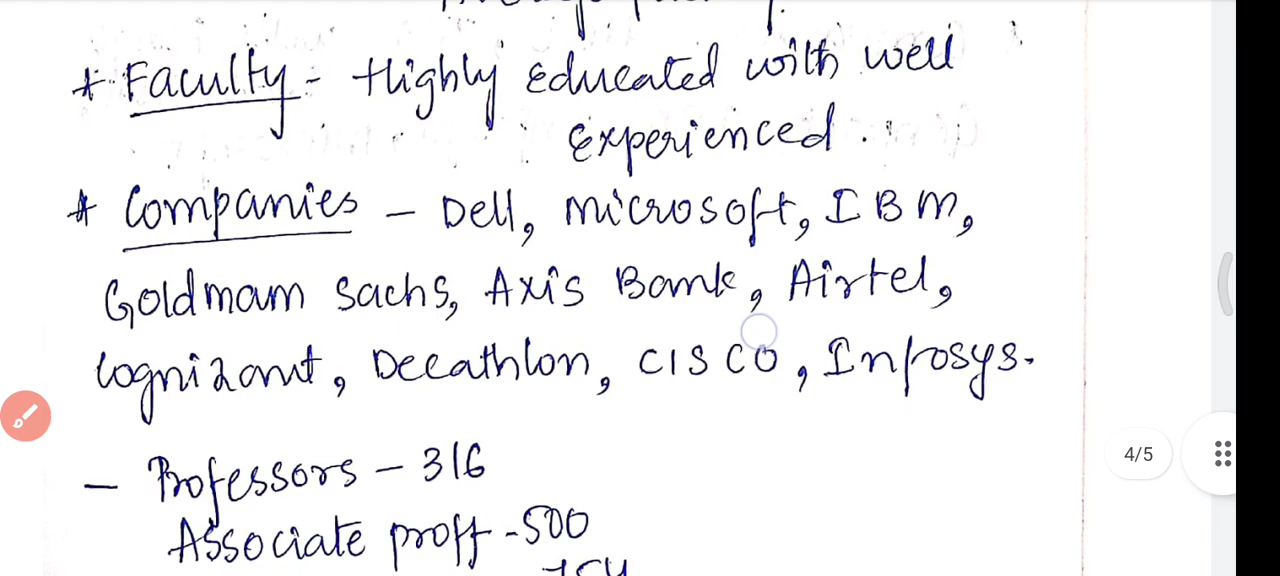 * Faculty - Highly Educated with well
Experienced.
* Companies - Dell, Microsoft, IBM,
Goldman Sachs, Axis Bank, Airtel,
Cognizant, Decathlon, CISCO, Infosys.
4/5
- Professors - 316
Associate proff - 500